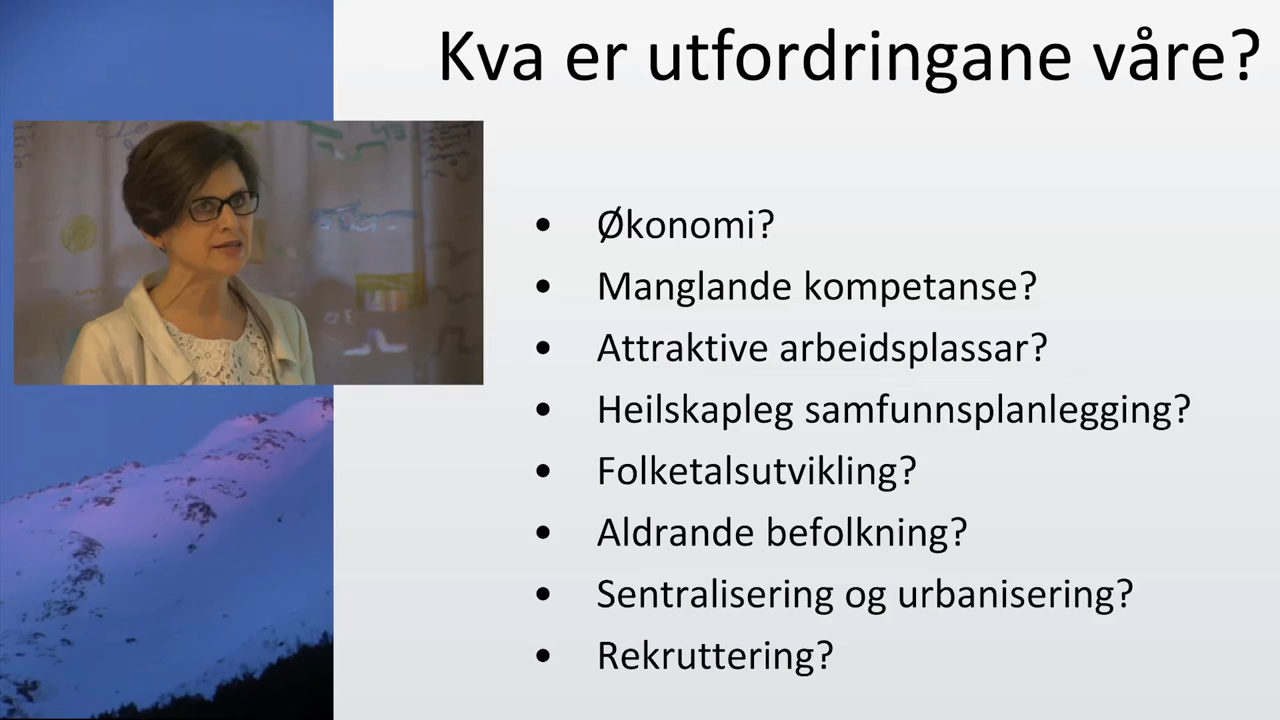 Kva er utfordringane våre?
• Økonomi?
• Manglande kompetanse?
• Attraktive arbeidsplassar?
• Heilskapleg samfunnsplanlegging?
• Folketalsutvikling?
• Aldrande befolkning?
• Sentralisering og urbanisering?
• Rekruttering?